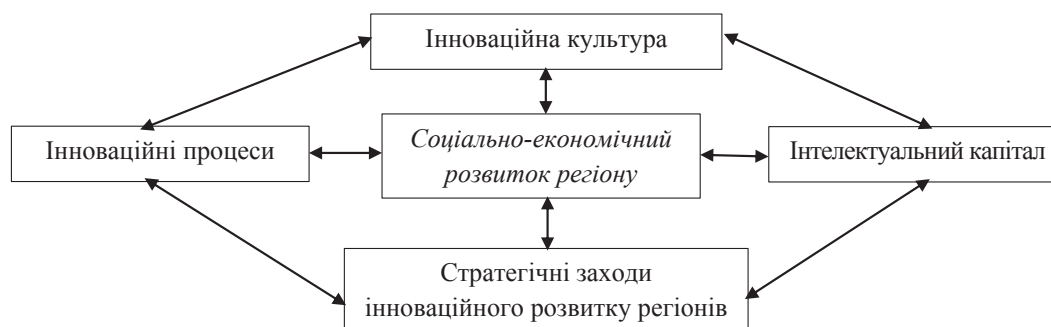 Інноваційна культура
Інноваційні процеси
Соціально-економічний
розвиток регіону
Інтелектуальний капітал
Стратегічні заходи
інноваційного розвитку регіонів